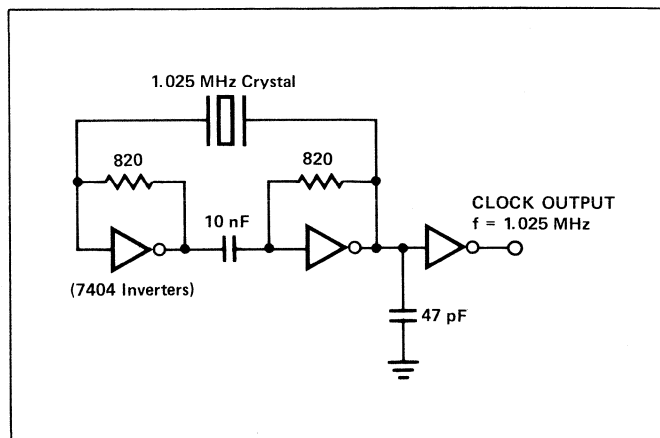 1.025 MHz Crystal
820
820
10 nF
CLOCK OUTPUT
f = 1.025 MHz
(7404 Inverters)
47 pF